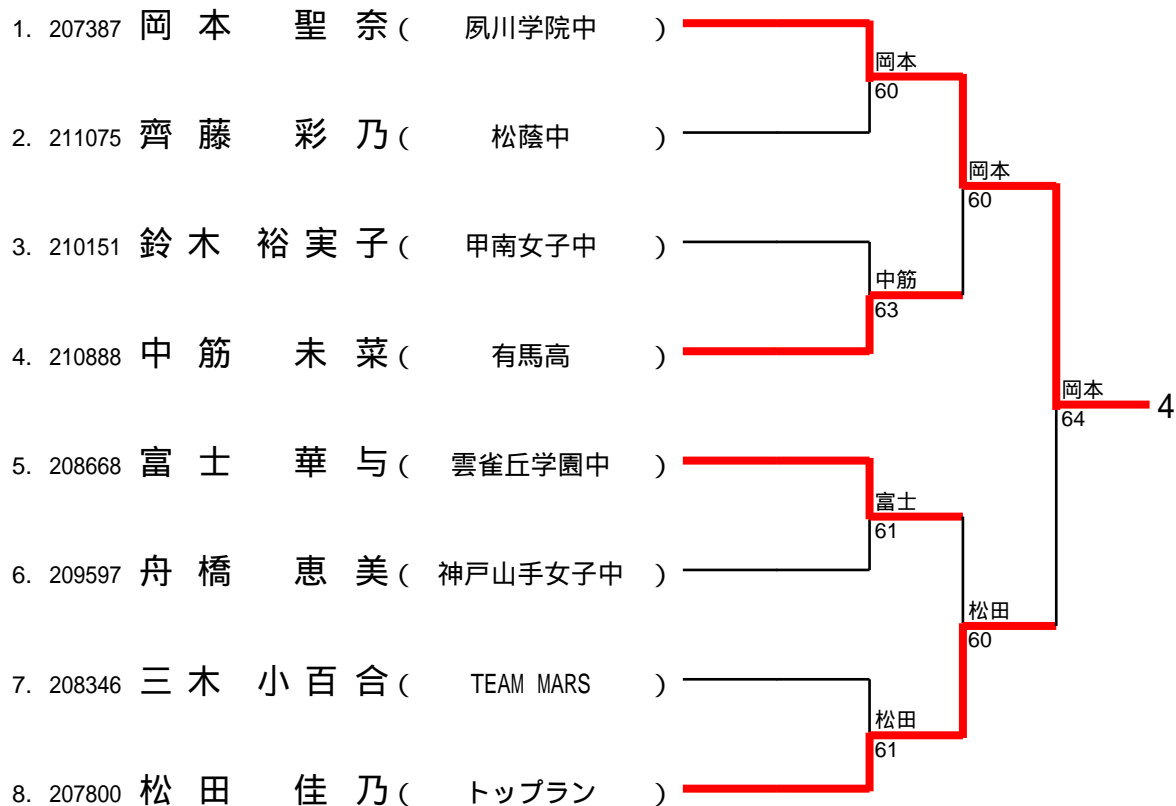 1. 207387 岡本 聖奈 ( 夙川学院中 )
岡本
60
2. 211075 齊藤 彩乃 ( 松蔭中 )
岡本
60
3. 210151 鈴木 裕実子 ( 甲南女子中 )
中筋
63
4. 210888 中筋 未菜 ( 有馬高 )
岡本
64
4
5. 208668 富士 華与 ( 雲雀丘学園中 )
富士
61
6. 209597 舟橋 恵美 ( 神戸山手女子中 )
松田
60
7. 208346 三木 小百合 ( TEAM MARS )
松田
61
8. 207800 松田 佳乃 ( トップラン )